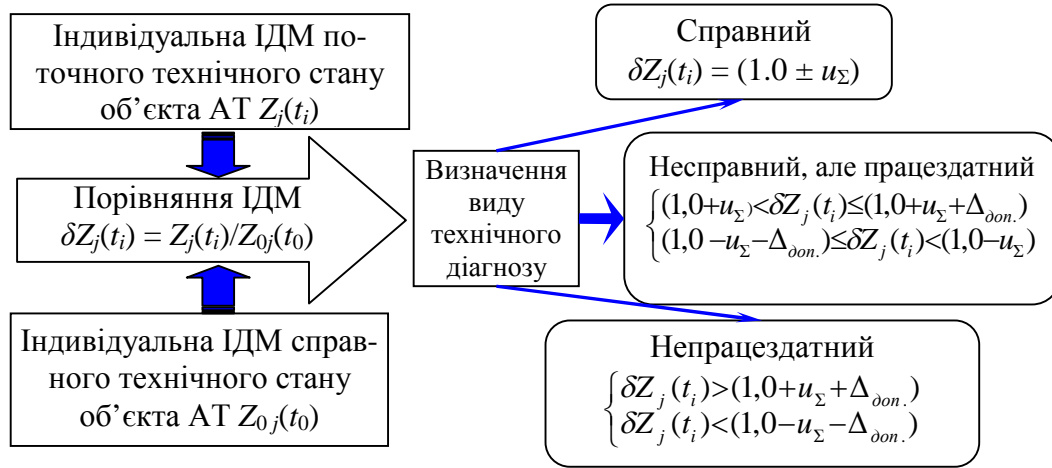 Індивідуальна ІДМ по-
точного технічного стану
об’єкта АТ Zj(ti)
Порівняння ІДМ
δZj(ti) = Zj(ti)/Z0j(t0)
Індивідуальна ІДМ справ-
ного технічного стану
об’єкта АТ Z0j(t0)
Визначення
виду
технічного
діагнозу
Справний
δZj(ti) = (1.0 ± uΣ)
Несправний, але працездатний
(1,0+uΣ)<δZj(ti)≤(1,0+uΣ+Δдоп.)
(1,0−uΣ−Δдоп.)≤δZj(ti)<(1,0−uΣ)
Непрацездатний
δZj(ti)>(1,0+uΣ+Δдоп.)
δZj(ti)<(1,0−uΣ−Δдоп.)